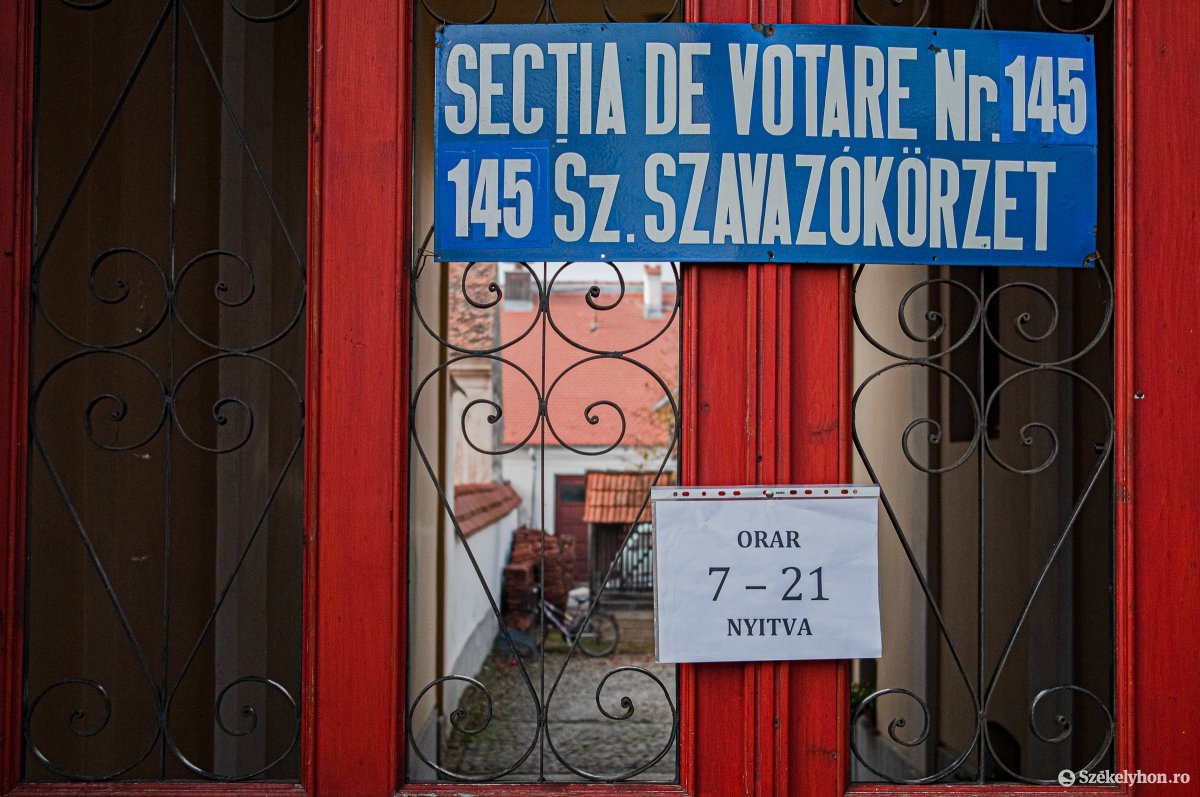 SECȚIA DE VOTARE Nr. 145
145 Sz. SZAVAZÓKÖRZET
ORAR
7 – 21
NYITVA
Székelyhon.ro